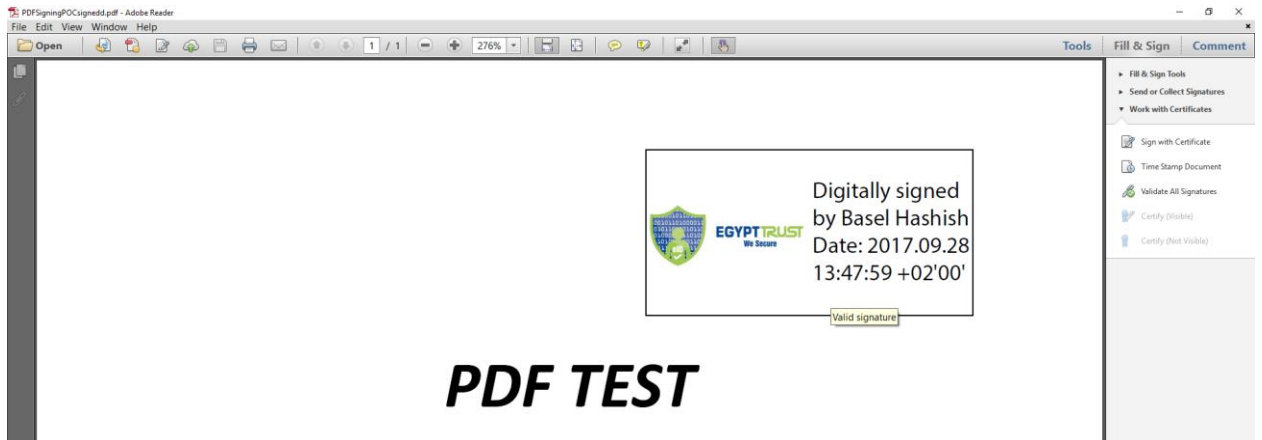 PDFSigningPOCsignedd.pdf - Adobe Reader
File Edit View Window Help
Open 1 / 1 276% Tools Fill & Sign Comment
Fill & Sign Tools
Send or Collect Signatures
Work with Certificates
Sign with Certificate
Time Stamp Document
Validate All Signatures
Certify (Visible)
Certify (Not Visible)
EGYPT TRUST
We Secure
Digitally signed
by Basel Hashish
Date: 2017.09.28
13:47:59 +02'00'
Valid signature
PDF TEST